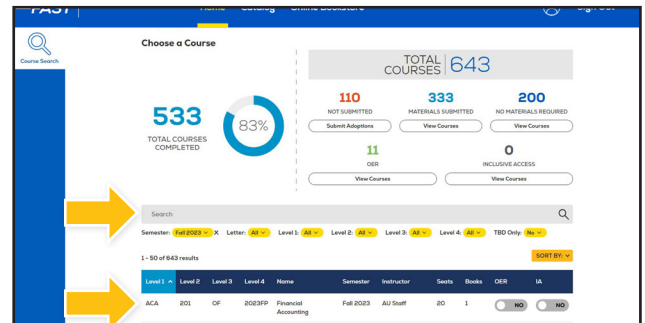 FAST Home Catalog Online Bookstore Sign Out
Course Search
Choose a Course
TOTAL COURSES 643
533
TOTAL COURSES COMPLETED
83%
110
NOT SUBMITTED
Submit Adoptions
333
MATERIALS SUBMITTED
View Courses
200
NO MATERIALS REQUIRED
View Courses
11
OER
View Courses
0
INCLUSIVE ACCESS
View Courses
Search
Semester: Fall 2023 X Letter: All Level 1: All Level 2: All Level 3: All Level 4: All TBD Only: No
1 - 50 of 643 results
SORT BY:
Level 1 Level 2 Level 3 Level 4 Name Semester Instructor Seats Books OER IA
ACA 201 OF 2023FP Financial Accounting Fall 2023 AU Staff 20 1 NO NO